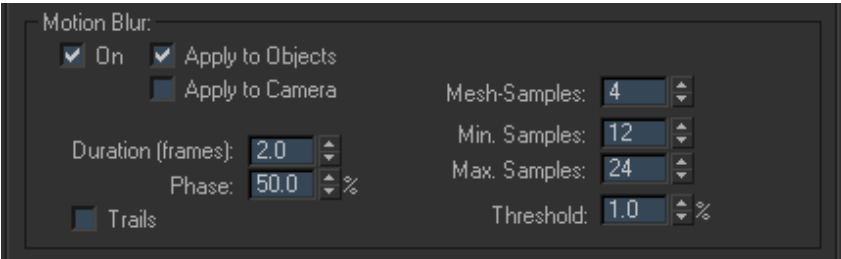 Motion Blur:
On Apply to Objects
Apply to Camera
Mesh-Samples: 4
Min. Samples: 12
Duration (frames): 2.0
Max. Samples: 24
Phase: 50.0 %
Trails
Threshold: 1.0 %